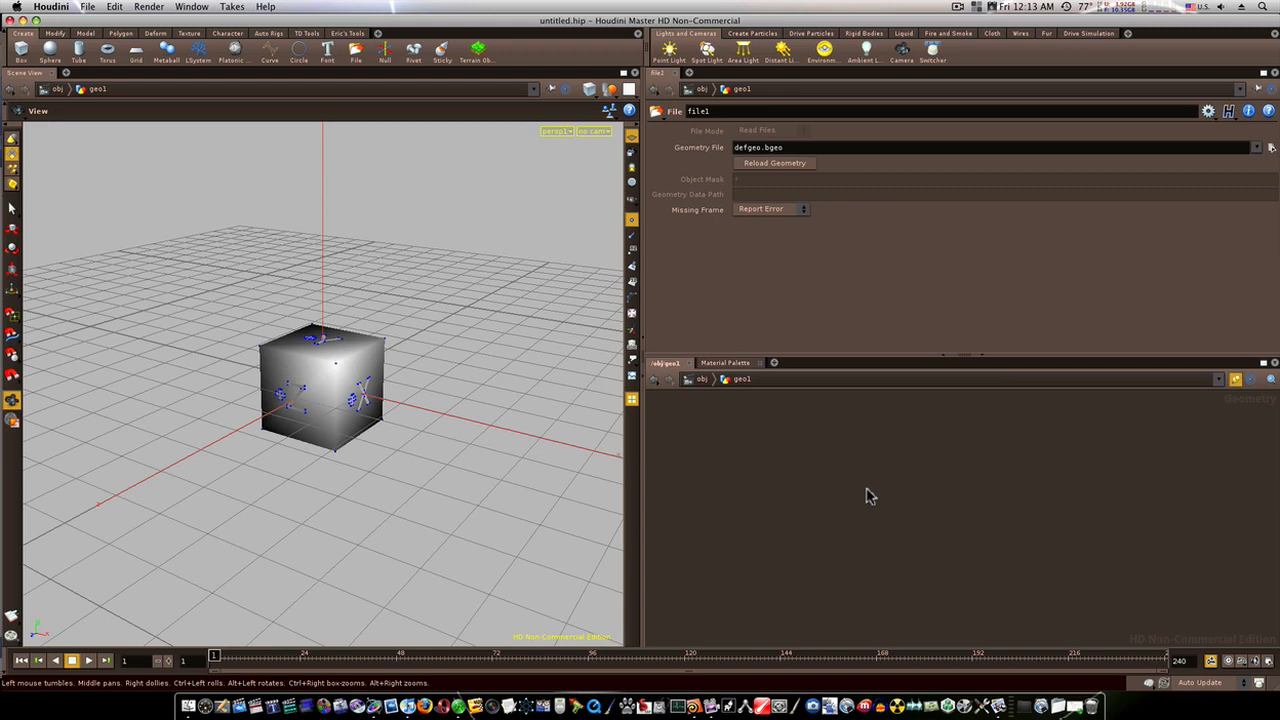 Houdini File Edit Render Window Takes Help
Fri 12:13 AM 77° U.S.
untitled.hip - Houdini Master HD Non-Commercial
Create Modify Model Polygon Deform Texture Character Auto Rigs TD Tools Eric's Tools
Lights and Cameras Create Particles Drive Particles Rigid Bodies Liquid Fire and Smoke Cloth Wires Fur Drive Simulation
Box Sphere Tube Torus Grid Metaball LSystem Platonic... Curve Circle Font File Null Rivet Sticky Terrain Ob...
Point Light Spot Light Area Light Distant Li... Environm... Ambient L... Camera Switcher
Scene View
file2
obj geo1
obj geo1
View
File file1
persp1 no cam
File Mode Read Files
Geometry File defgeo.bgeo
Reload Geometry
Object Mask *
Geometry Data Path
Missing Frame Report Error
/obj/geo1 Material Palette
obj geo1
Geometry
HD Non-Commercial Edition
HD Non-Commercial Edition
1 1 1 24 48 72 96 120 144 168 192 216 2 240
Left mouse tumbles. Middle pans. Right dollies. Ctrl+Left rolls. Alt+Left rotates. Ctrl+Right box-zooms. Alt+Right zooms.
Auto Update